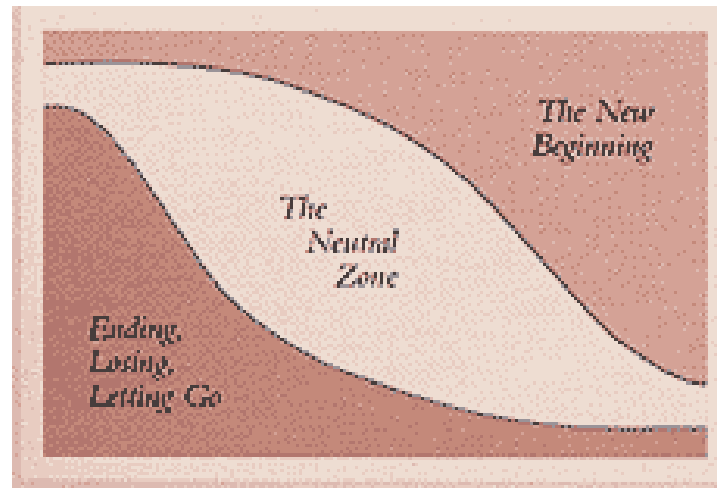 The New
Beginning
The
Neutral
Zone
Ending,
Losing,
Letting Go